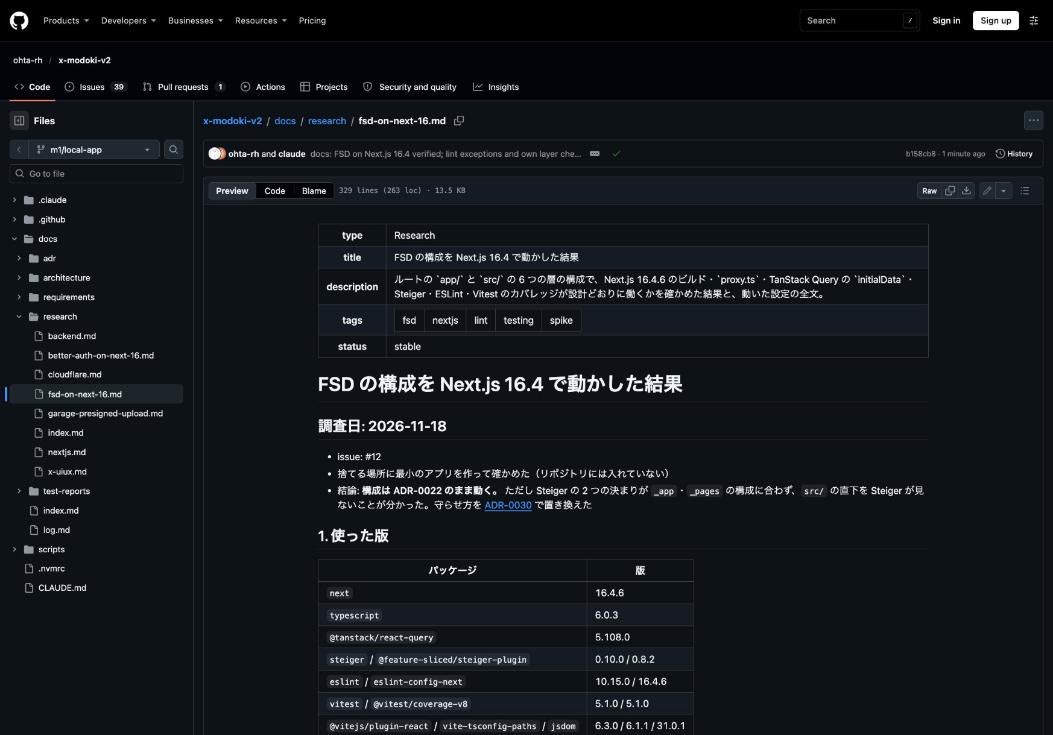 Products Developers Businesses Resources Pricing Search / Sign in Sign up
ohta-rh / x-modoki-v2
Code Issues 39 Pull requests 1 Actions Projects Security and quality Insights
Files
m1/local-app
Go to file
.claude
.github
docs
adr
architecture
requirements
research
backend.md
better-auth-on-next-16.md
cloudflare.md
fsd-on-next-16.md
garage-presigned-upload.md
index.md
nextjs.md
x-uiux.md
test-reports
index.md
log.md
scripts
.nvmrc
CLAUDE.md
x-modoki-v2 / docs / research / fsd-on-next-16.md
ohta-rh and claude docs: FSD on Next.js 16.4 verified; lint exceptions and own layer che... b158cb8 · 1 minute ago History
Preview Code Blame 329 lines (263 loc) · 13.5 KB Raw
type Research
title FSD の構成を Next.js 16.4 で動かした結果
description ルートの `app/` と `src/` の 6 つの層の構成で、Next.js 16.4.6 のビルド・`proxy.ts`・TanStack Query の `initialData`・
Steiger・ESLint・Vitest のカバレッジが設計どおりに働くかを確かめた結果と、動いた設定の全文。
tags fsd nextjs lint testing spike
status stable
FSD の構成を Next.js 16.4 で動かした結果
調査日: 2026-11-18
• issue: #12
• 捨てる場所に最小のアプリを作って確かめた（リポジトリには入れていない）
• 結論: 構成は ADR-0022 のまま動く。 ただし Steiger の 2 つの決まりが _app ・ _pages の構成に合わず、 src/ の直下を Steiger が見
ないことが分かった。守らせ方を ADR-0030 で置き換えた
1. 使った版
パッケージ 版
next 16.4.6
typescript 6.0.3
@tanstack/react-query 5.108.0
steiger / @feature-sliced/steiger-plugin 0.10.0 / 0.8.2
eslint / eslint-config-next 10.15.0 / 16.4.6
vitest / @vitest/coverage-v8 5.1.0 / 5.1.0
@vitejs/plugin-react / vite-tsconfig-paths / jsdom 6.3.0 / 6.1.1 / 31.0.1